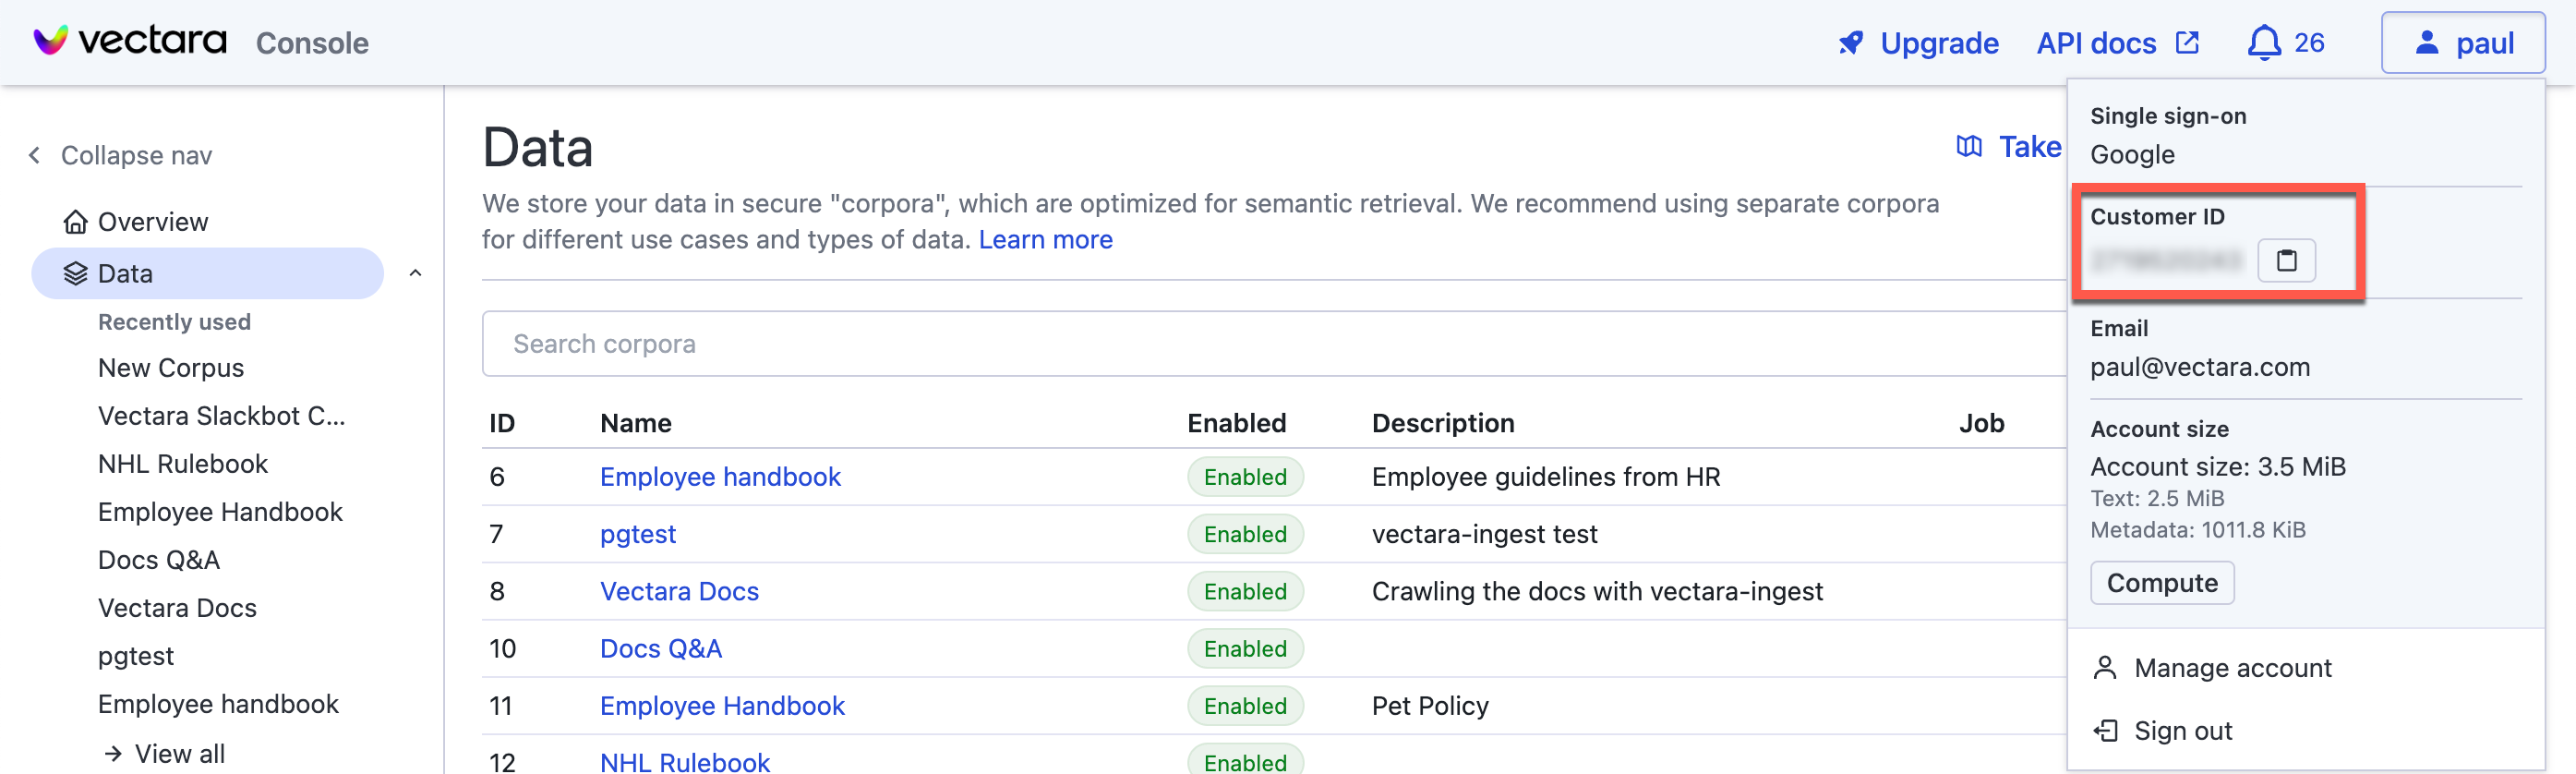 vectara Console
Upgrade
API docs
26
paul
Collapse nav
Overview
Data
Recently used
New Corpus
Vectara Slackbot C...
NHL Rulebook
Employee Handbook
Docs Q&A
Vectara Docs
pgtest
Employee handbook
View all
Data
Take
We store your data in secure "corpora", which are optimized for semantic retrieval. We recommend using separate corpora
for different use cases and types of data. Learn more
Search corpora
ID Name Enabled Description Job
6 Employee handbook Enabled Employee guidelines from HR
7 pgtest Enabled vectara-ingest test
8 Vectara Docs Enabled Crawling the docs with vectara-ingest
10 Docs Q&A Enabled
11 Employee Handbook Enabled Pet Policy
12 NHL Rulebook Enabled
Single sign-on
Google
Customer ID
Email
paul@vectara.com
Account size
Account size: 3.5 MiB
Text: 2.5 MiB
Metadata: 1011.8 KiB
Compute
Manage account
Sign out